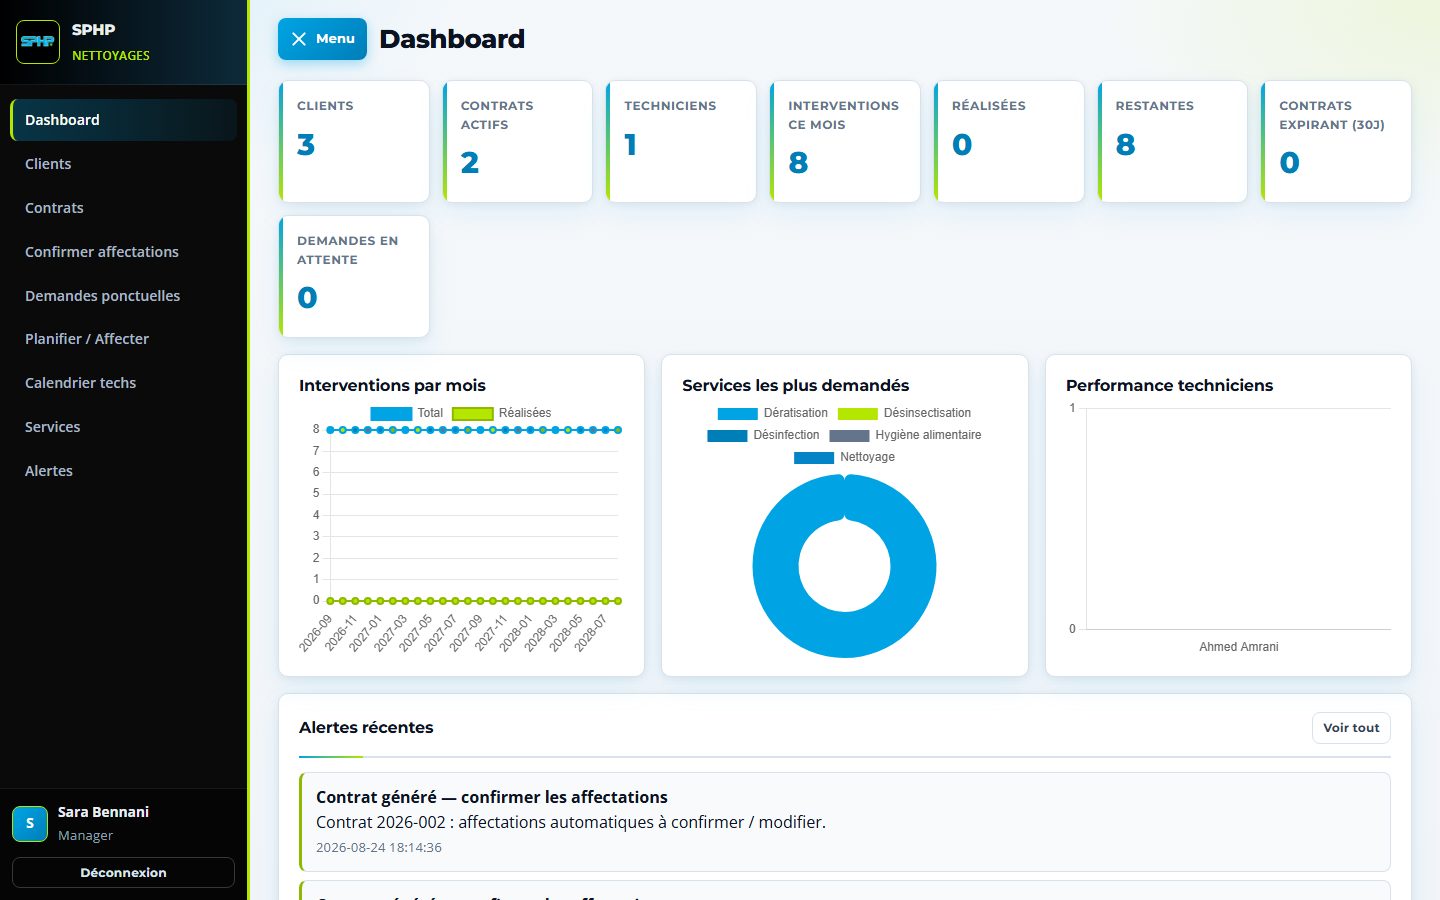 SPHP
SPHP
NETTOYAGES
Dashboard
Clients
Contrats
Confirmer affectations
Demandes ponctuelles
Planifier / Affecter
Calendrier techs
Services
Alertes
S
Sara Bennani
Manager
Déconnexion
Menu
Dashboard
CLIENTS
3
CONTRATS
ACTIFS
2
TECHNICIENS
1
INTERVENTIONS
CE MOIS
8
RÉALISÉES
0
RESTANTES
8
CONTRATS
EXPIRANT (30J)
0
DEMANDES EN
ATTENTE
0
Interventions par mois
Total Réalisées
8
7
6
5
4
3
2
1
0
2026-09 2026-11 2027-01 2027-03 2027-05 2027-07 2027-09 2027-11 2028-01 2028-03 2028-05 2028-07
Services les plus demandés
Dératisation Désinsectisation
Désinfection Hygiène alimentaire
Nettoyage
Performance techniciens
1
0
Ahmed Amrani
Alertes récentes
Voir tout
Contrat généré — confirmer les affectations
Contrat 2026-002 : affectations automatiques à confirmer / modifier.
2026-08-24 18:14:36